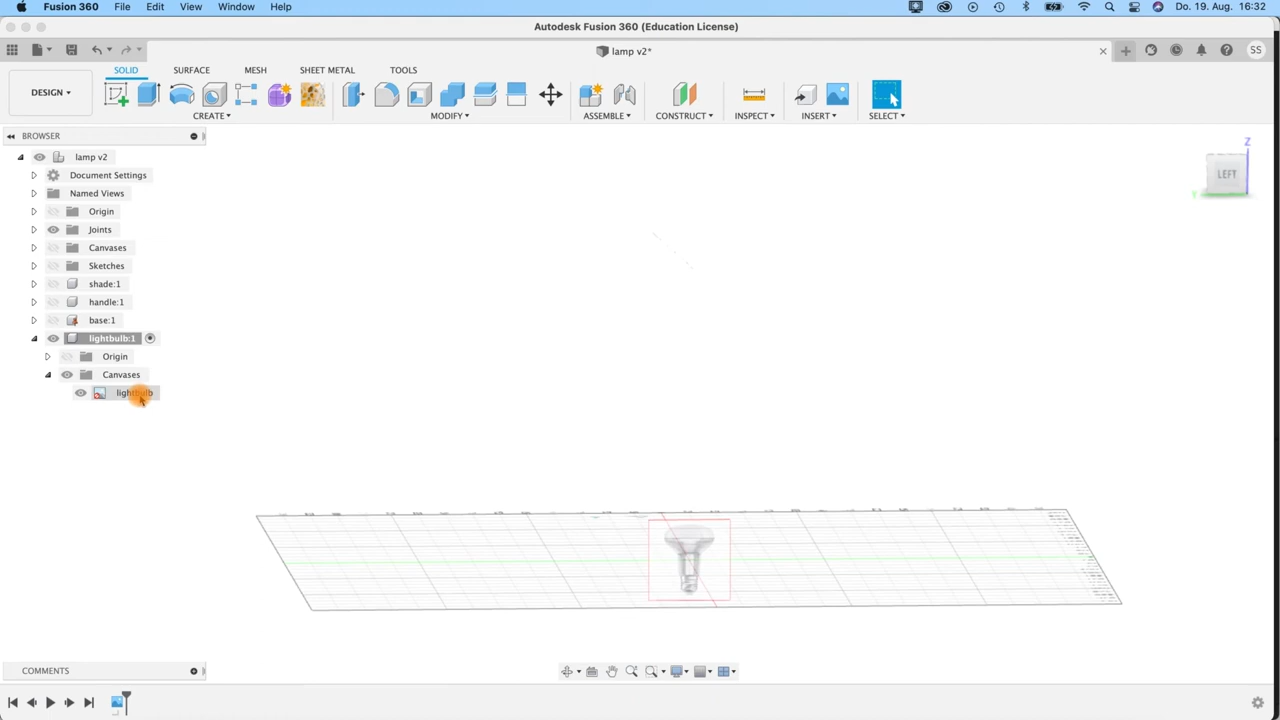 Fusion 360 File Edit View Window Help Do. 19. Aug. 16:32
Autodesk Fusion 360 (Education License)
lamp v2* SS
SOLID SURFACE MESH SHEET METAL TOOLS
DESIGN
CREATE MODIFY ASSEMBLE CONSTRUCT INSPECT INSERT SELECT
BROWSER
lamp v2
Document Settings
Named Views
Origin
Joints
Canvases
Sketches
shade:1
handle:1
base:1
lightbulb:1
Origin
Canvases
lightbulb
Z
LEFT
Y
COMMENTS